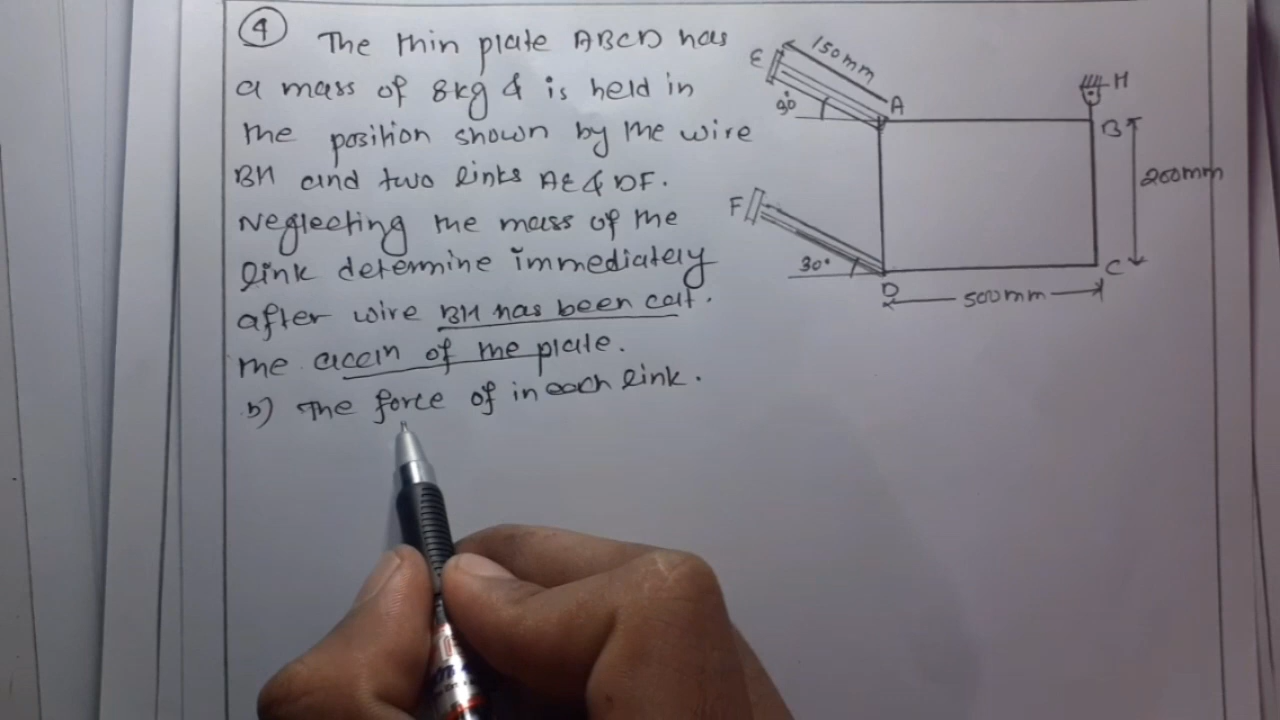 4 The thin plate ABCD has
a mass of 8kg & is held in
the position shown by the wire
BH and two links AE & DF.
Neglecting the mass of the
link determine immediately
after wire BH has been cut.
the acceln of the plate.
b) The force of in each link.
E
150mm
30°
A
H
B
200mm
F
30°
D
500mm
C